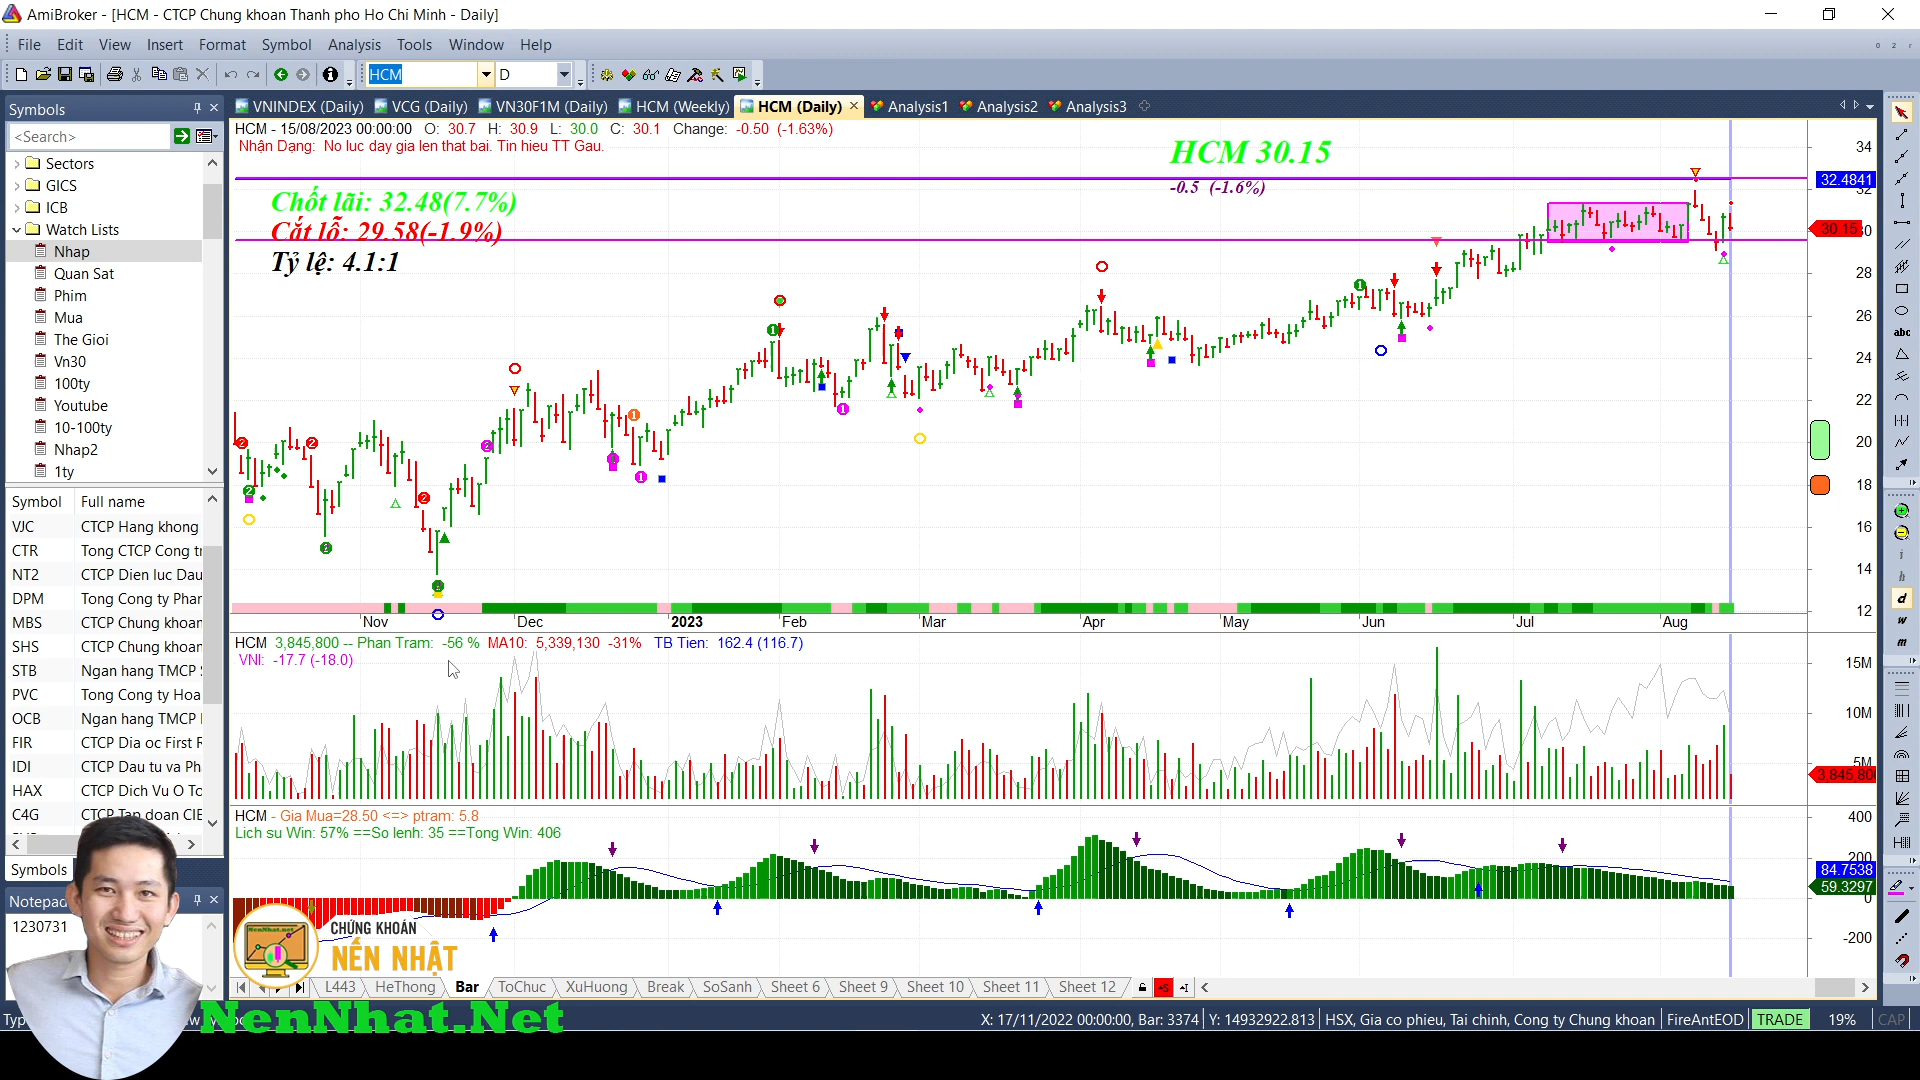 AmiBroker - [HCM - CTCP Chung khoan Thanh pho Ho Chi Minh - Daily]
File Edit View Insert Format Symbol Analysis Tools Window Help
HCM D
Symbols
<Search>
Sectors
GICS
ICB
Watch Lists
Nhap
Quan Sat
Phim
Mua
The Gioi
Vn30
100ty
Youtube
10-100ty
Nhap2
1ty
Symbol Full name
VJC CTCP Hang khong
CTR Tong CTCP Cong tr
NT2 CTCP Dien luc Dau
DPM Tong Cong ty Phar
MBS CTCP Chung khoan
SHS CTCP Chung khoan
STB Ngan hang TMCP S
PVC Tong Cong ty Hoa
OCB Ngan hang TMCP
FIR CTCP Dia oc First R
IDI CTCP Dau tu va Ph
HAX CTCP Dich Vu O To
C4G CTCP Tap doan CIE
Symbols
Notepad
1230731
VNINDEX (Daily) VCG (Daily) VN30F1M (Daily) HCM (Weekly) HCM (Daily) Analysis1 Analysis2 Analysis3
HCM - 15/08/2023 00:00:00 O: 30.7 H: 30.9 L: 30.0 C: 30.1 Change: -0.50 (-1.63%)
Nhận Dạng: No luc day gia len that bai. Tin hieu TT Gau.
HCM 30.15
-0.5 (-1.6%)
Chốt lãi: 32.48(7.7%)
Cắt lỗ: 29.58(-1.9%)
Tỷ lệ: 4.1:1
34
32.4841
32
30.15
30
28
26
24
22
20
18
16
14
12
Nov Dec 2023 Feb Mar Apr May Jun Jul Aug
HCM 3,845,800 -- Phan Tram: -56 % MA10: 5,339,130 -31% TB Tien: 162.4 (116.7)
VNI: -17.7 (-18.0)
15M
10M
5M
3,845,800
HCM - Gia Mua=28.50 <=> ptram: 5.8
Lich su Win: 57% ==So lenh: 35 ==Tong Win: 406
400
200
84.7538
59.3297
0
-200
CHỨNG KHOÁN
NẾN NHẬT
NenNhat.net
L443 HeThong Bar ToChuc XuHuong Break SoSanh Sheet 6 Sheet 9 Sheet 10 Sheet 11 Sheet 12
NenNhat.Net
X: 17/11/2022 00:00:00, Bar: 3374 Y: 14932922.813 HSX, Gia co phieu, Tai chinh, Cong ty Chung khoan FireAntEOD TRADE 19% CAP
abc
i
h
d
w
m